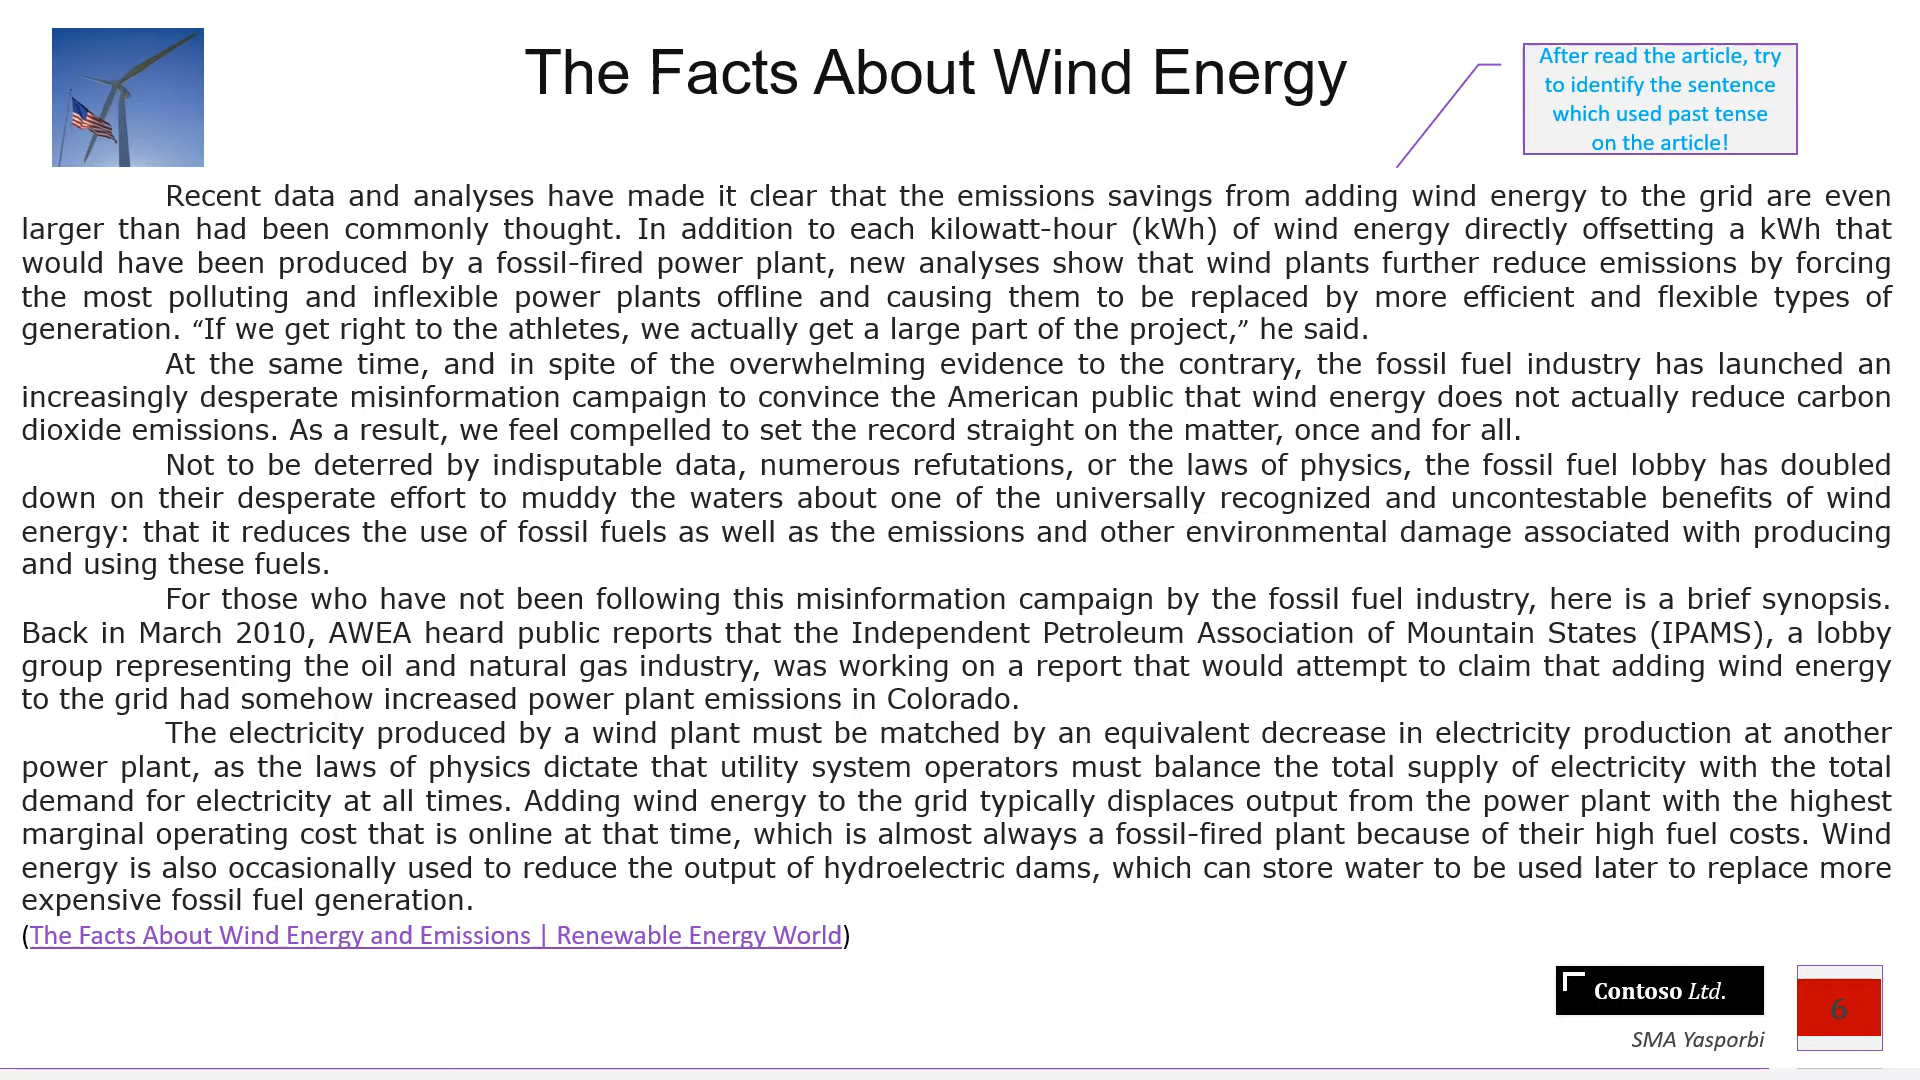 The Facts About Wind Energy
After read the article, try
to identify the sentence
which used past tense
on the article!
Recent data and analyses have made it clear that the emissions savings from adding wind energy to the grid are even
larger than had been commonly thought. In addition to each kilowatt-hour (kWh) of wind energy directly offsetting a kWh that
would have been produced by a fossil-fired power plant, new analyses show that wind plants further reduce emissions by forcing
the most polluting and inflexible power plants offline and causing them to be replaced by more efficient and flexible types of
generation. “If we get right to the athletes, we actually get a large part of the project,” he said.
At the same time, and in spite of the overwhelming evidence to the contrary, the fossil fuel industry has launched an
increasingly desperate misinformation campaign to convince the American public that wind energy does not actually reduce carbon
dioxide emissions. As a result, we feel compelled to set the record straight on the matter, once and for all.
Not to be deterred by indisputable data, numerous refutations, or the laws of physics, the fossil fuel lobby has doubled
down on their desperate effort to muddy the waters about one of the universally recognized and uncontestable benefits of wind
energy: that it reduces the use of fossil fuels as well as the emissions and other environmental damage associated with producing
and using these fuels.
For those who have not been following this misinformation campaign by the fossil fuel industry, here is a brief synopsis.
Back in March 2010, AWEA heard public reports that the Independent Petroleum Association of Mountain States (IPAMS), a lobby
group representing the oil and natural gas industry, was working on a report that would attempt to claim that adding wind energy
to the grid had somehow increased power plant emissions in Colorado.
The electricity produced by a wind plant must be matched by an equivalent decrease in electricity production at another
power plant, as the laws of physics dictate that utility system operators must balance the total supply of electricity with the total
demand for electricity at all times. Adding wind energy to the grid typically displaces output from the power plant with the highest
marginal operating cost that is online at that time, which is almost always a fossil-fired plant because of their high fuel costs. Wind
energy is also occasionally used to reduce the output of hydroelectric dams, which can store water to be used later to replace more
expensive fossil fuel generation.
(The Facts About Wind Energy and Emissions | Renewable Energy World)
Contoso Ltd.
6
SMA Yasporbi